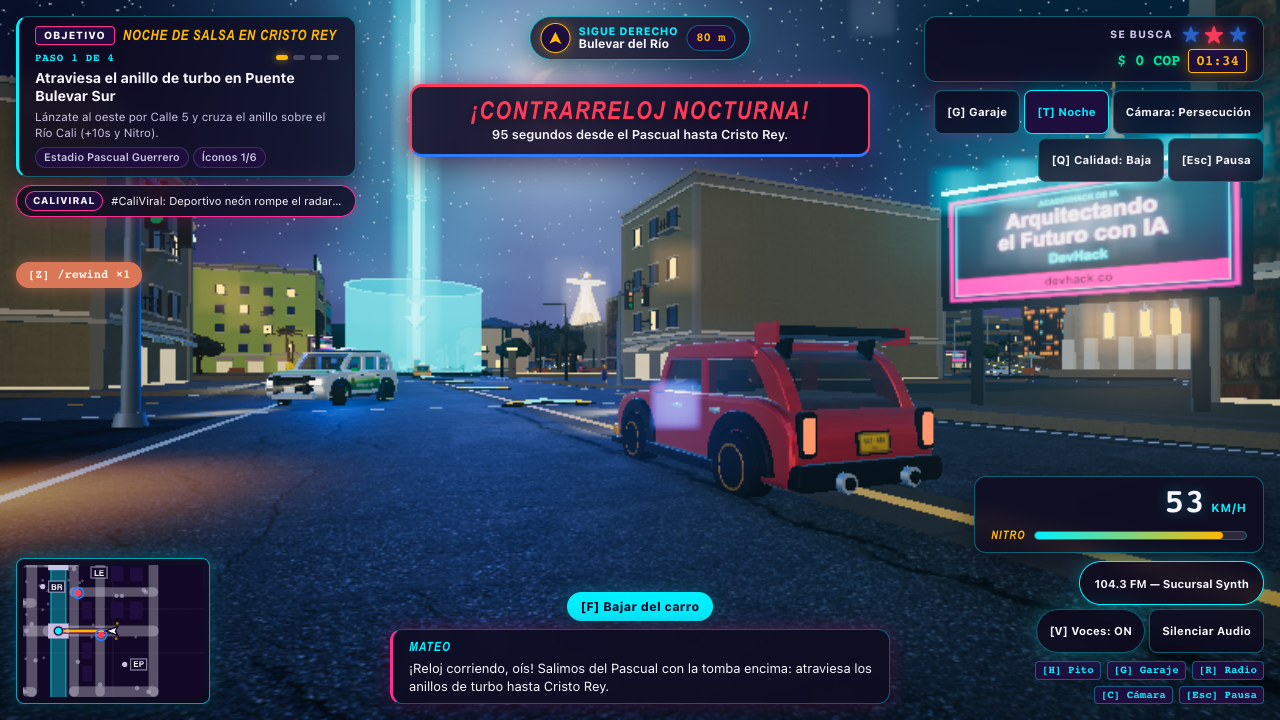 OBJETIVO NOCHE DE SALSA EN CRISTO REY
PASO 1 DE 4
Atraviesa el anillo de turbo en Puente
Bulevar Sur
Lánzate al oeste por Calle 5 y cruza el anillo sobre el
Río Cali (+10s y Nitro).
Estadio Pascual Guerrero Íconos 1/6
CALIVIRAL #CaliViral: Deportivo neón rompe el radar...
[Z] /rewind ×1
SIGUE DERECHO
Bulevar del Río
80 m
¡CONTRARRELOJ NOCTURNA!
95 segundos desde el Pascual hasta Cristo Rey.
SE BUSCA
$ 0 COP 01:34
[G] Garaje [T] Noche Cámara: Persecución
[Q] Calidad: Baja [Esc] Pausa
Arquitectando
el Futuro con IA
DevHack
devhack.co
53 KM/H
NITRO
104.3 FM — Sucursal Synth
[V] Voces: ON Silenciar Audio
[H] Pito [G] Garaje [R] Radio
[C] Cámara [Esc] Pausa
LE
BR
EP
[F] Bajar del carro
MATEO
¡Reloj corriendo, oís! Salimos del Pascual con la tomba encima: atraviesa los
anillos de turbo hasta Cristo Rey.